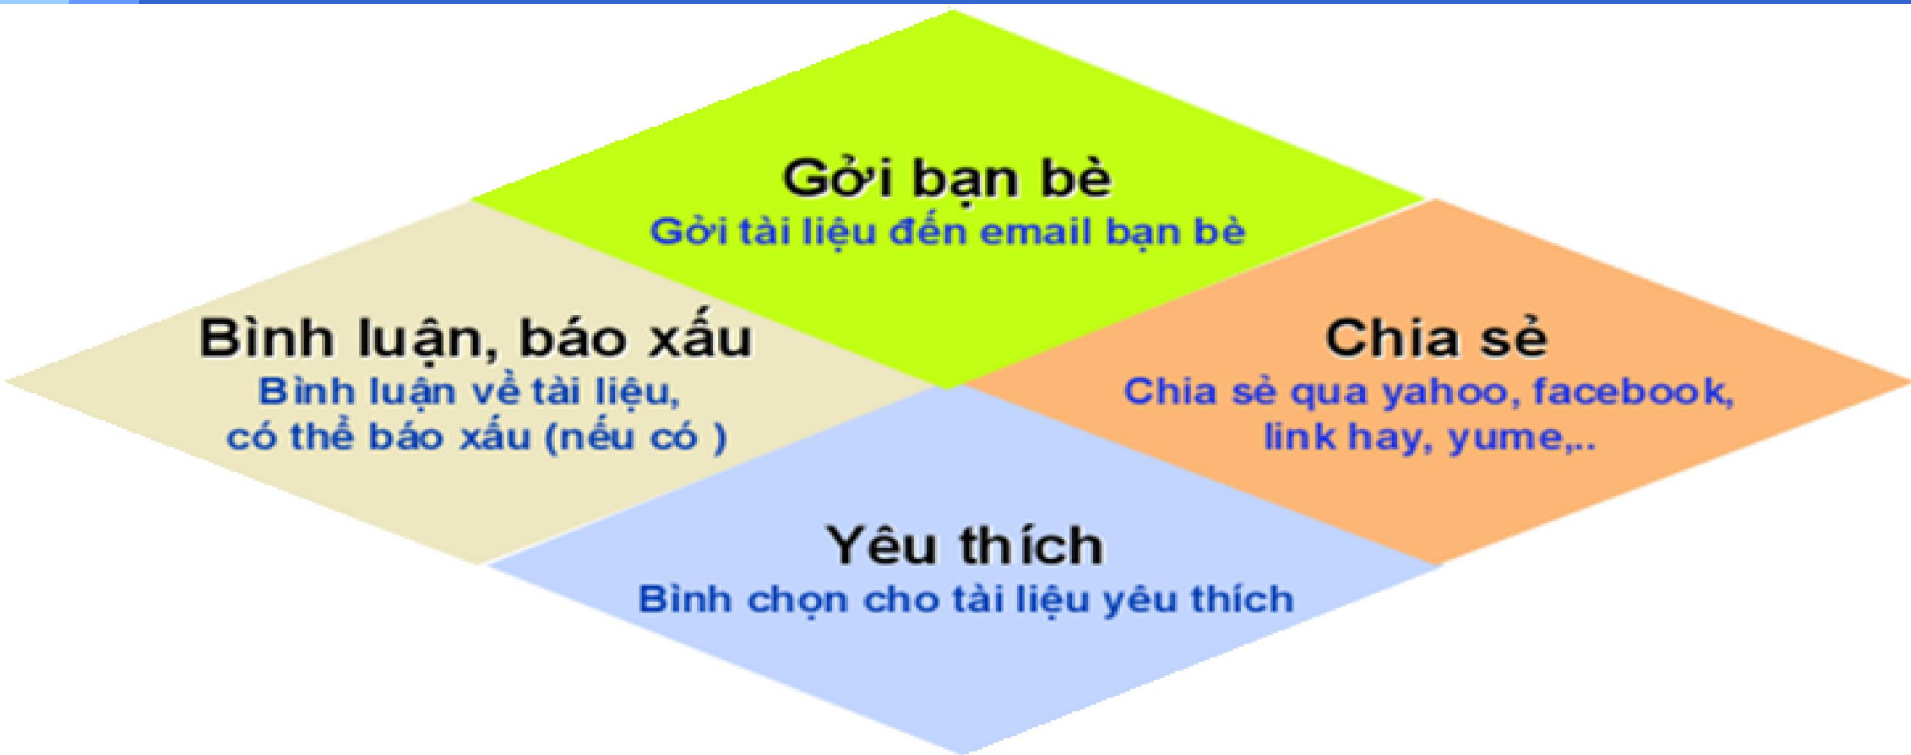 Gởi bạn bè
Gởi tài liệu đến email bạn bè
Bình luận, báo xấu
Bình luận về tài liệu,
có thể báo xấu (nếu có )
Chia sẻ
Chia sẻ qua yahoo, facebook,
link hay, yume,..
Yêu thích
Bình chọn cho tài liệu yêu thích